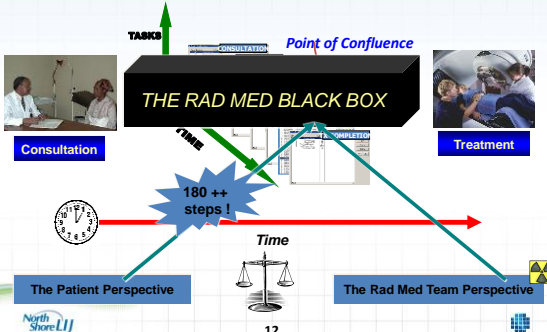 TASKS
CONSULTATION
Point of Confluence
THE RAD MED BLACK BOX
TIME
COMPLETION
Consultation
Treatment
180 ++
steps !
Time
The Patient Perspective
The Rad Med Team Perspective
North
Shore LIJ
12